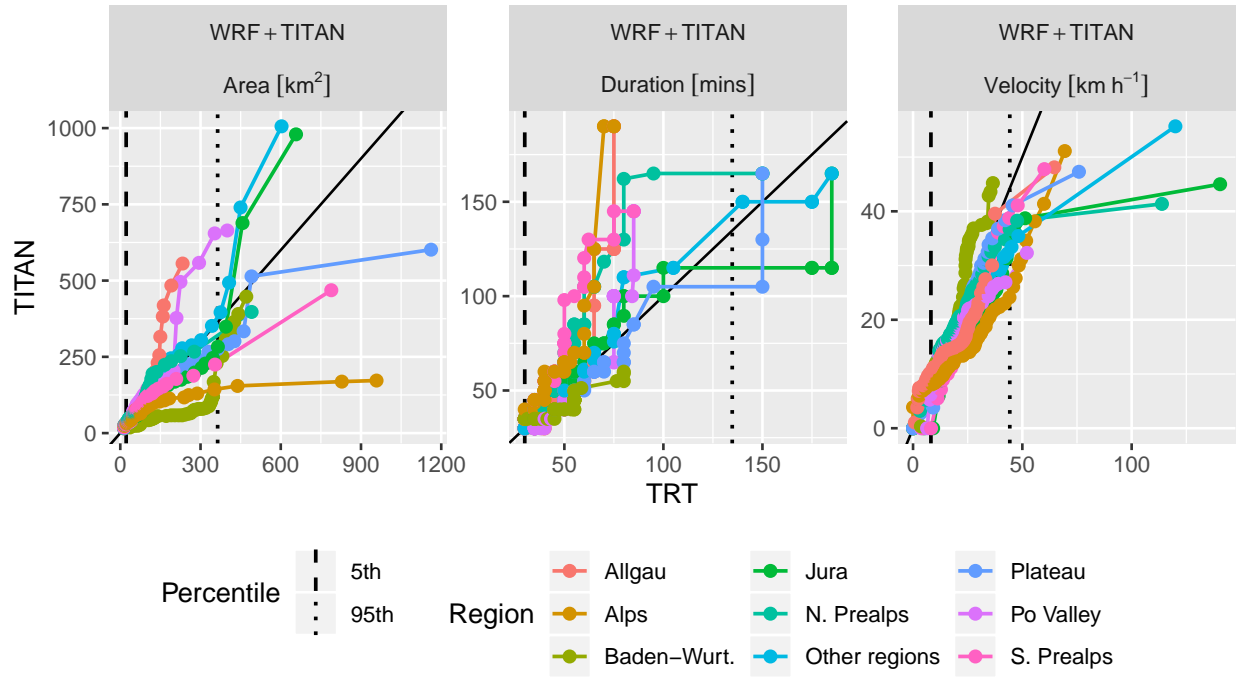 WRF + TITAN
WRF + TITAN
WRF + TITAN
Area [km²]
Duration [mins]
Velocity [km h⁻¹]
1000
750
500
250
0
150
100
50
40
20
0
0 300 600 900 1200
50 100 150
0 50 100
TITAN
TRT
Percentile
5th
95th
Region
Allgau
Alps
Baden−Wurt.
Jura
N. Prealps
Other regions
Plateau
Po Valley
S. Prealps